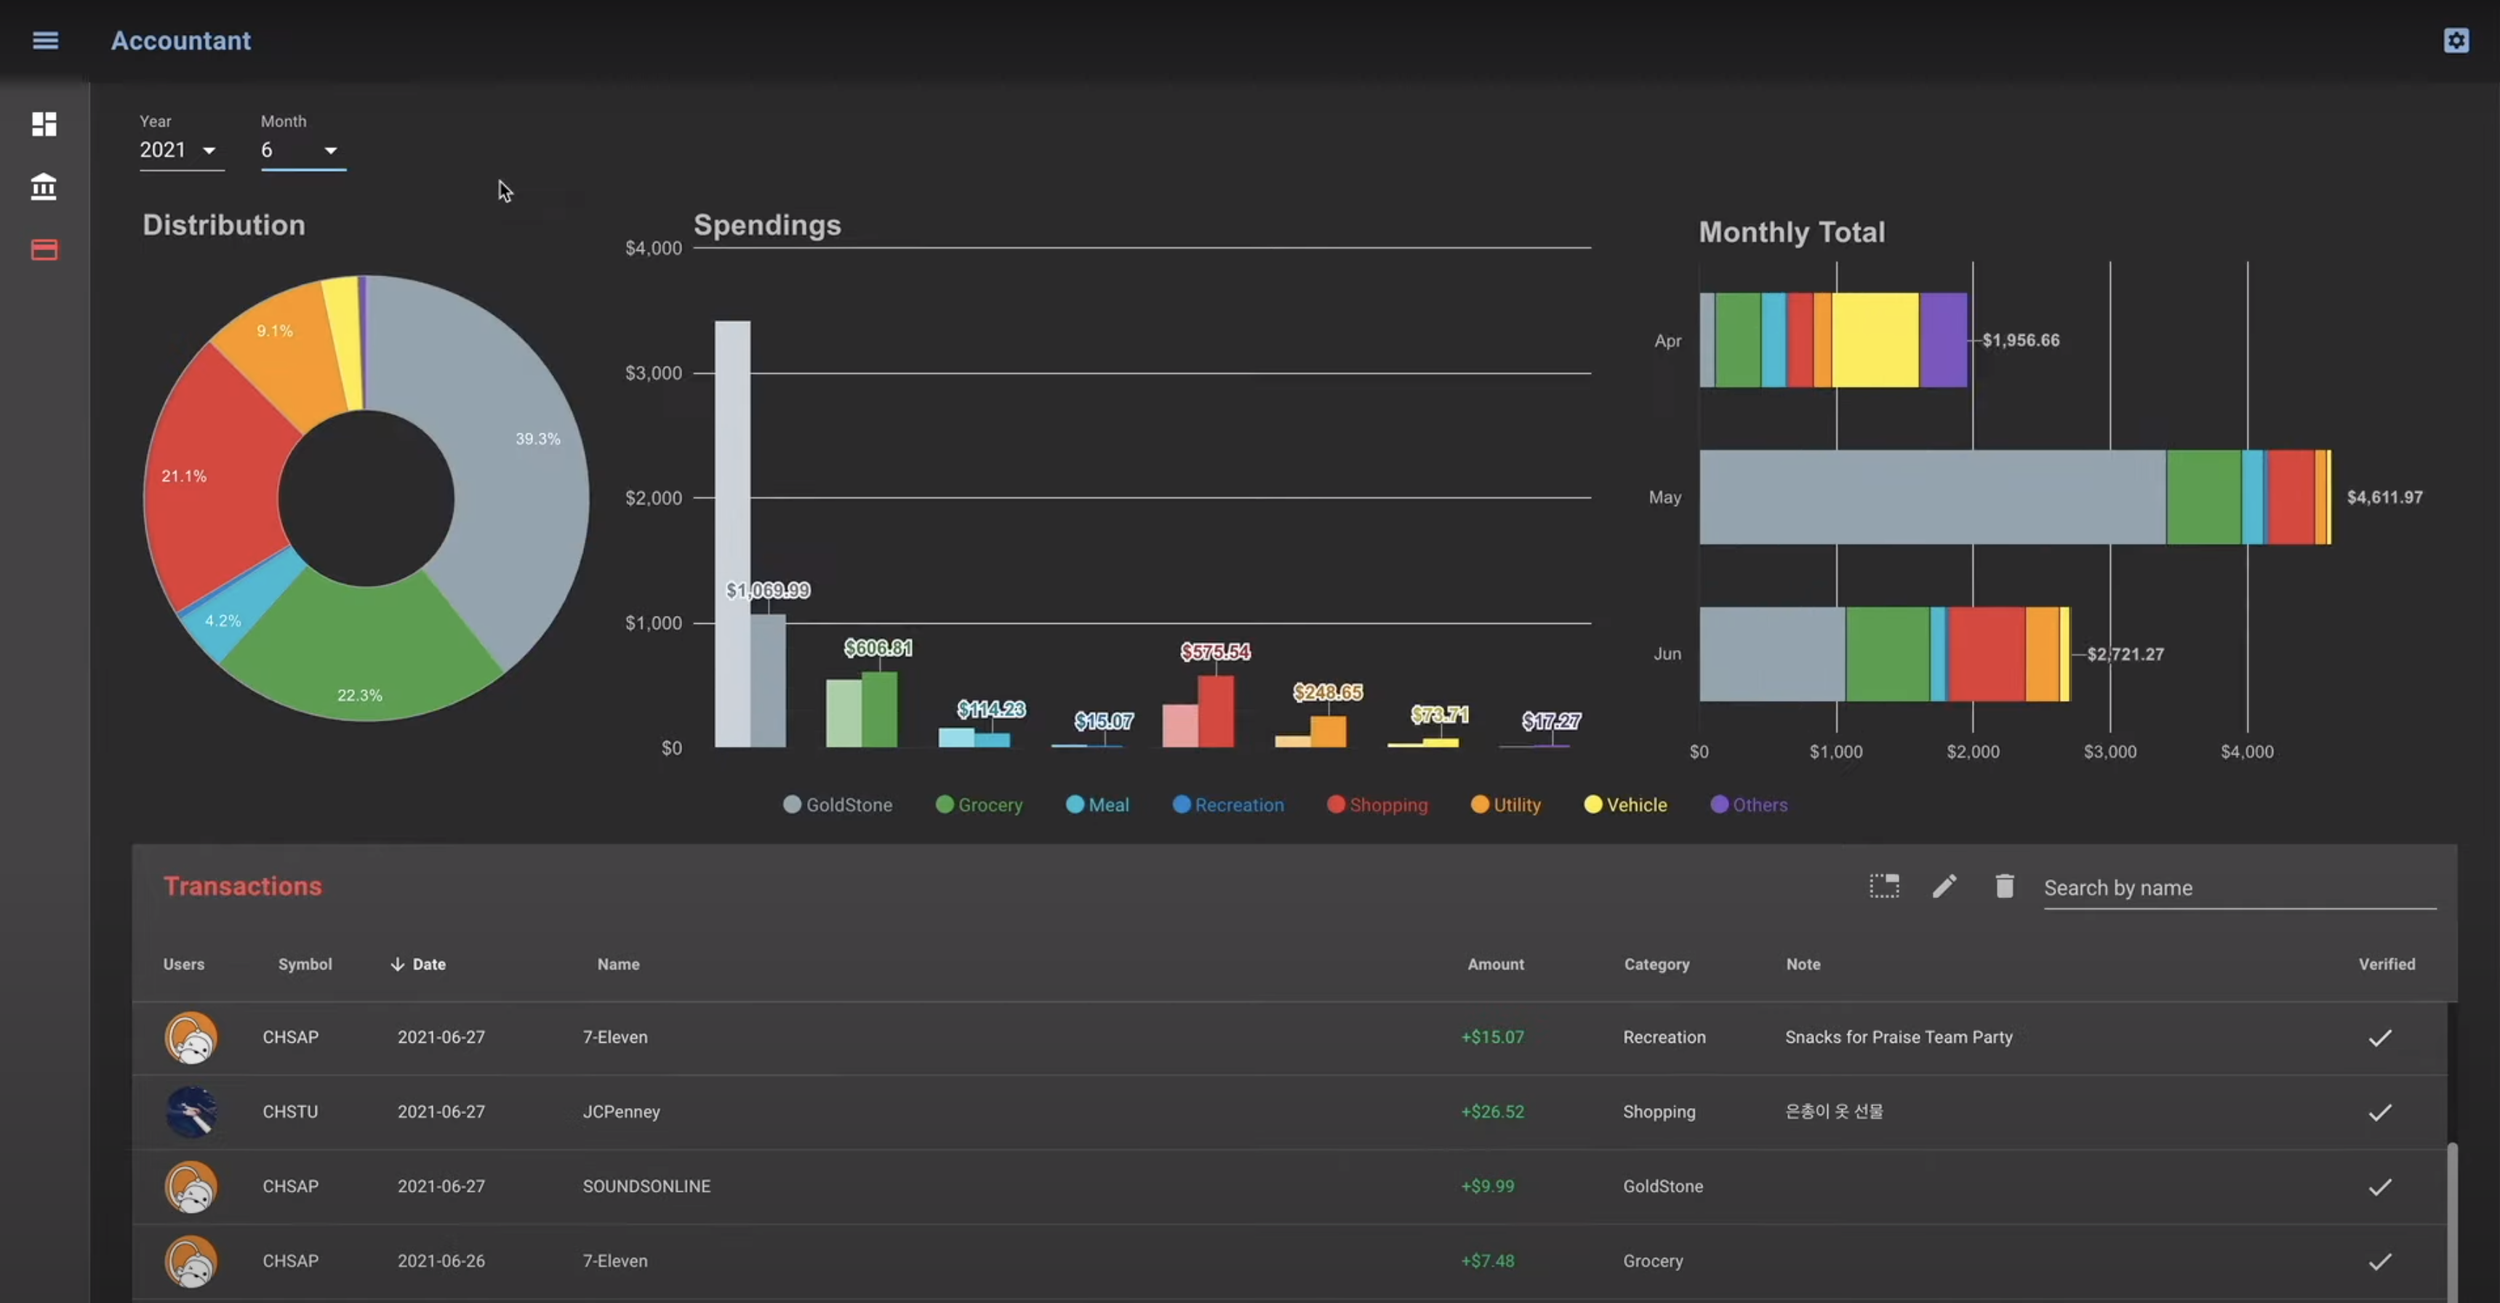 Accountant
Year
2021
Month
6
Distribution
39.3%
22.3%
4.2%
21.1%
9.1%
Spendings
$4,000
$3,000
$2,000
$1,000
$0
$1,069.99
$606.81
$114.23
$15.07
$575.54
$248.65
$73.71
$17.27
Monthly Total
Apr
$1,956.66
May
$4,611.97
Jun
$2,721.27
$0 $1,000 $2,000 $3,000 $4,000
GoldStone Grocery Meal Recreation Shopping Utility Vehicle Others
Transactions
Search by name
Users Symbol Date Name Amount Category Note Verified
CHSAP 2021-06-27 7-Eleven +$15.07 Recreation Snacks for Praise Team Party
CHSTU 2021-06-27 JCPenney +$26.52 Shopping 은총이 옷 선물
CHSAP 2021-06-27 SOUNDSONLINE +$9.99 GoldStone
CHSAP 2021-06-26 7-Eleven +$7.48 Grocery